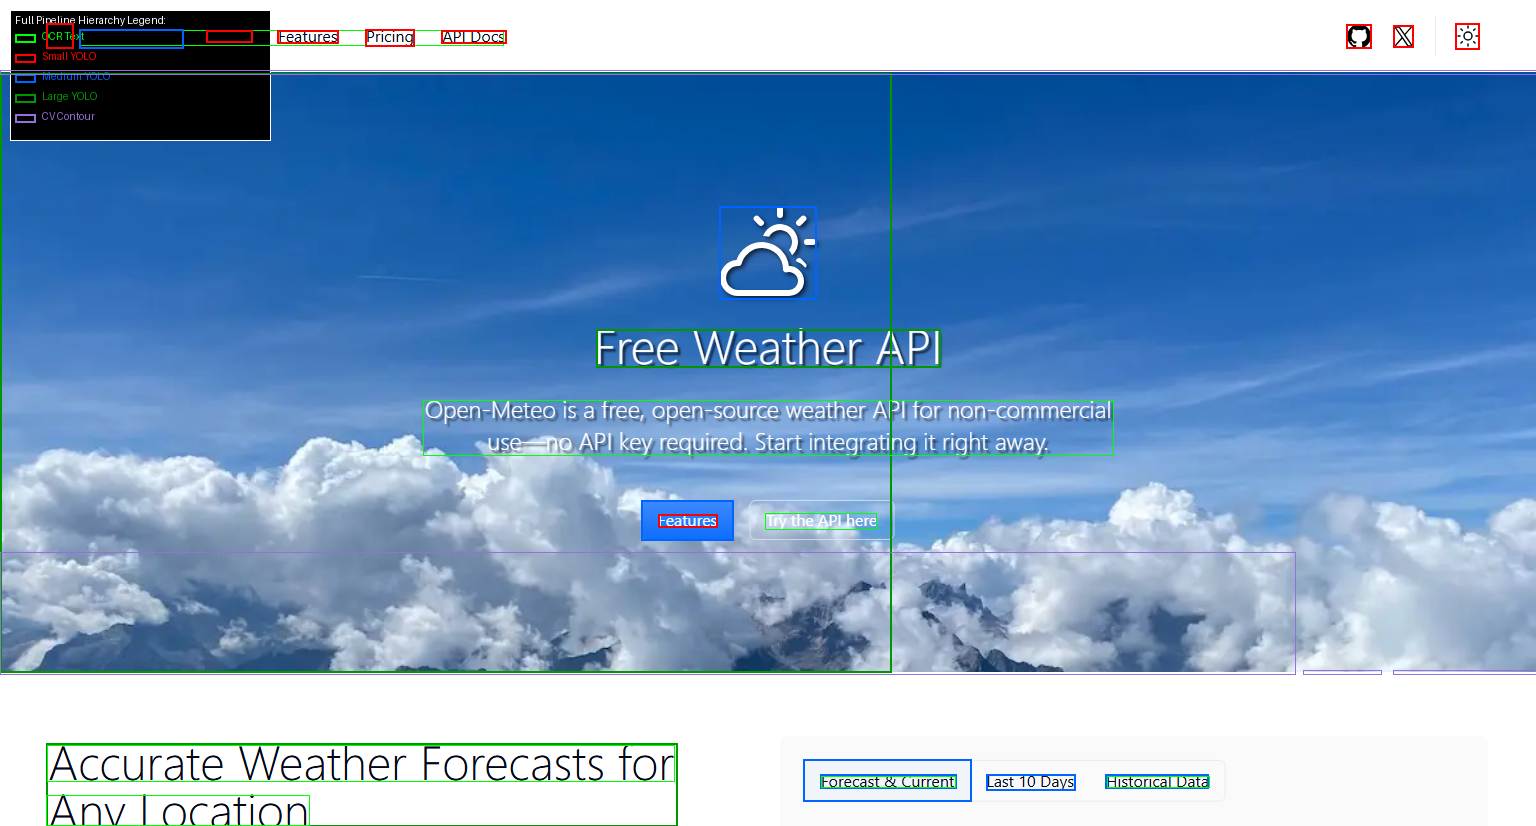 Full Pipeline Hierarchy Legend:
OCR Text
Small YOLO
Medium YOLO
Large YOLO
CV Contour
Features
Pricing
API Docs
Free Weather API
Open-Meteo is a free, open-source weather API for non-commercial
use—no API key required. Start integrating it right away.
Features
Try the API here
Accurate Weather Forecasts for
Any Location
Forecast & Current
Last 10 Days
Historical Data